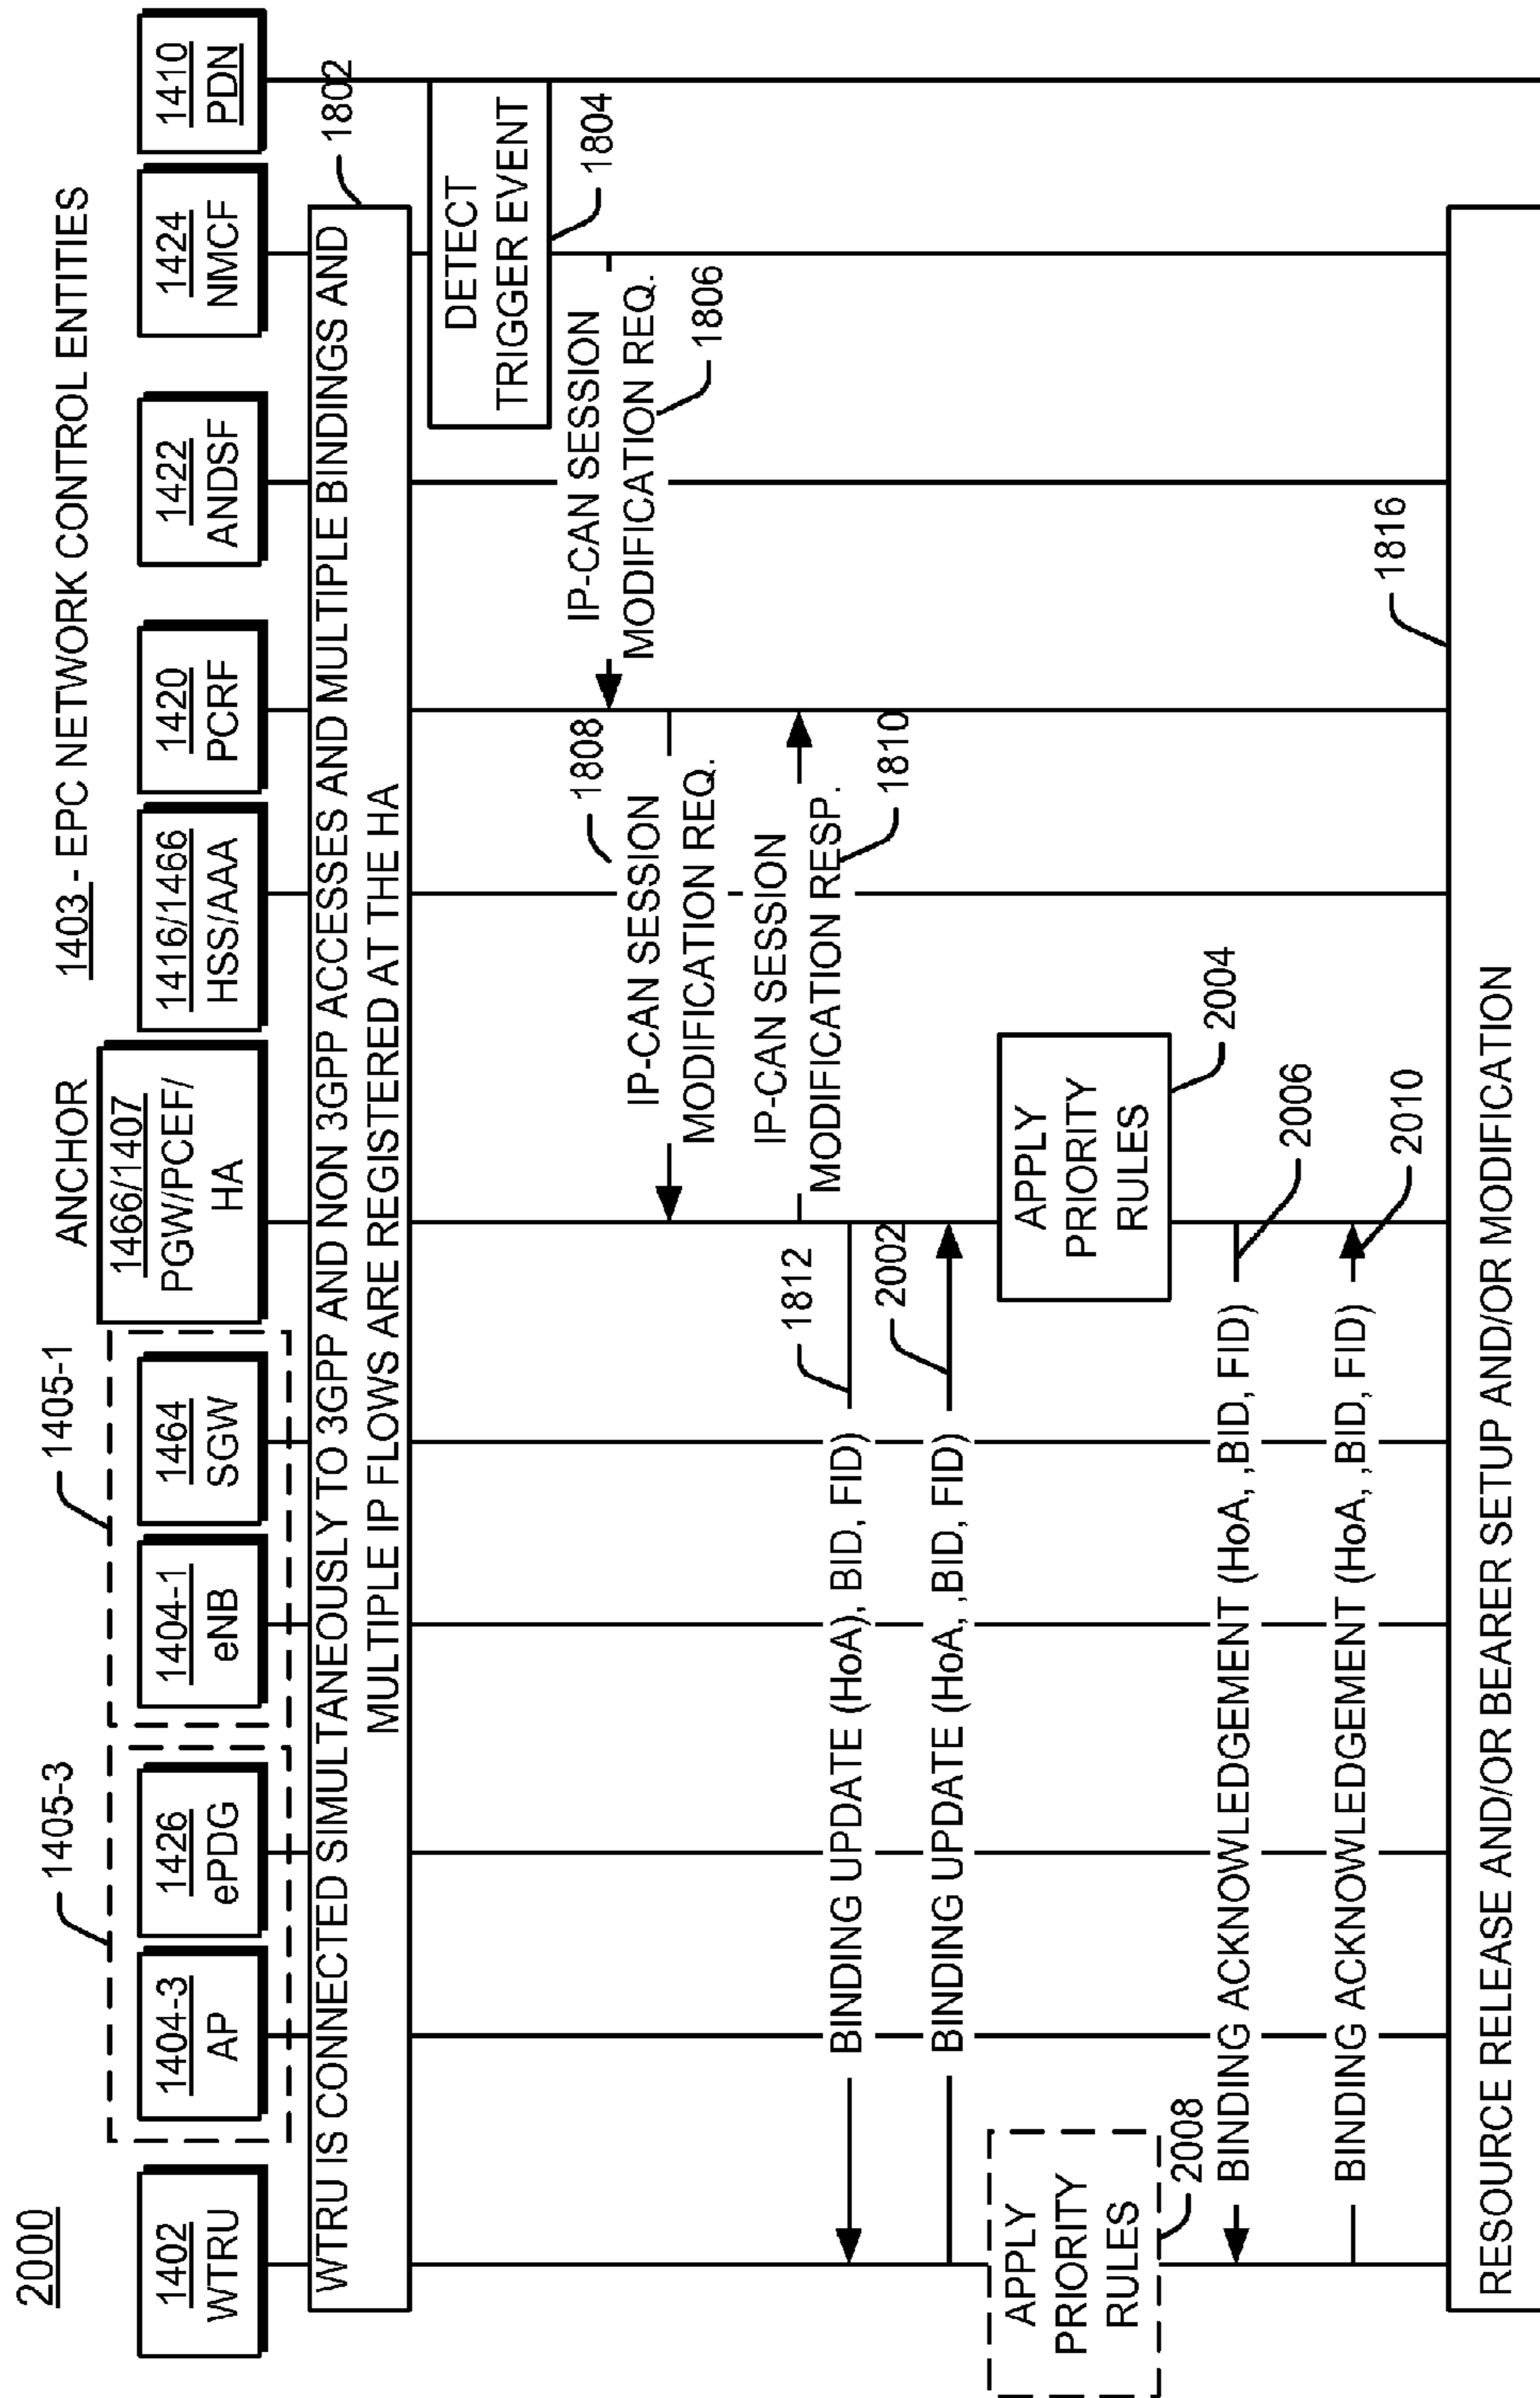 2000
1403 - EPC NETWORK CONTROL ENTITIES
1405-3
1405-1
ANCHOR
1402
WTRU
1404-3
AP
1426
ePDG
1404-1
eNB
1464
SGW
1466/1407
PGW/PCEF/
HA
1416/1466
HSS/AAA
1420
PCRF
1422
ANDSF
1424
NMCF
1410
PDN
WTRU IS CONNECTED SIMULTANEOUSLY TO 3GPP AND NON 3GPP ACCESSES AND MULTIPLE BINDINGS AND
MULTIPLE IP FLOWS ARE REGISTERED AT THE HA
1802
DETECT
TRIGGER EVENT
1804
IP-CAN SESSION
MODIFICATION REQ.
1806
1808
IP-CAN SESSION
MODIFICATION REQ.
IP-CAN SESSION
MODIFICATION RESP.
1810
1812
BINDING UPDATE (HoA), BID, FID)
2002
BINDING UPDATE (HoA, ,BID, FID)
APPLY
PRIORITY
RULES
2004
APPLY
PRIORITY
RULES
2008
BINDING ACKNOWLEDGEMENT (HoA, ,BID, FID)
2006
BINDING ACKNOWLEDGEMENT (HoA, ,BID, FID)
2010
1816
RESOURCE RELEASE AND/OR BEARER SETUP AND/OR MODIFICATION